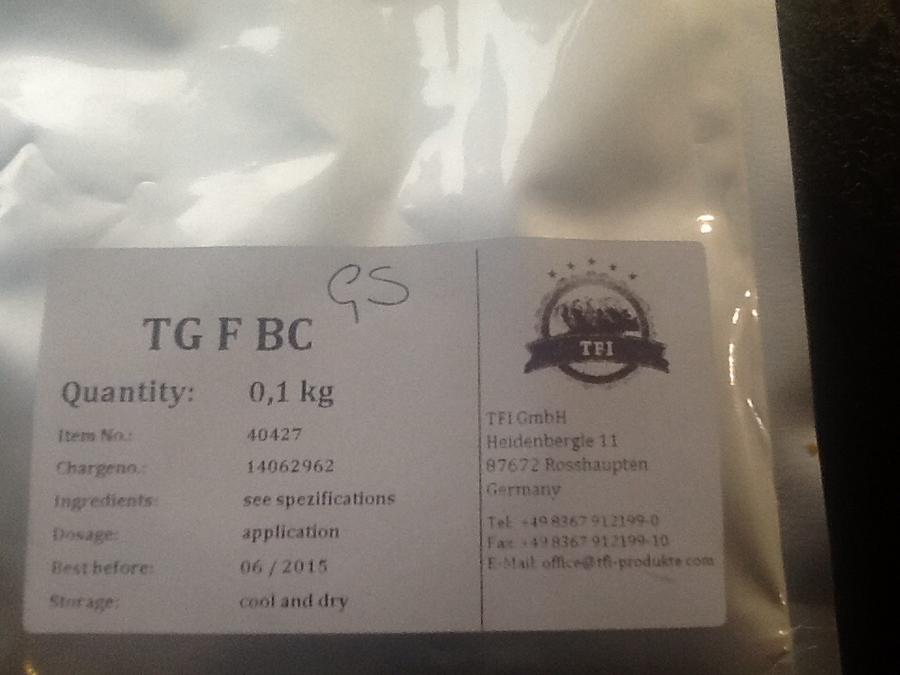 GS
TG F BC
Quantity: 0,1 kg
Item No.: 40427
Chargeno.: 14062962
Ingredients: see spezifications
Dosage: application
Best before: 06 / 2015
Storage: cool and dry
TFI
TFI GmbH
Heidenbergle 11
87672 Rosshaupten
Germany
Tel: +49 8367 912199-0
Fax: +49 8367 912199-10
E-Mail: office@tfi-produkte.com